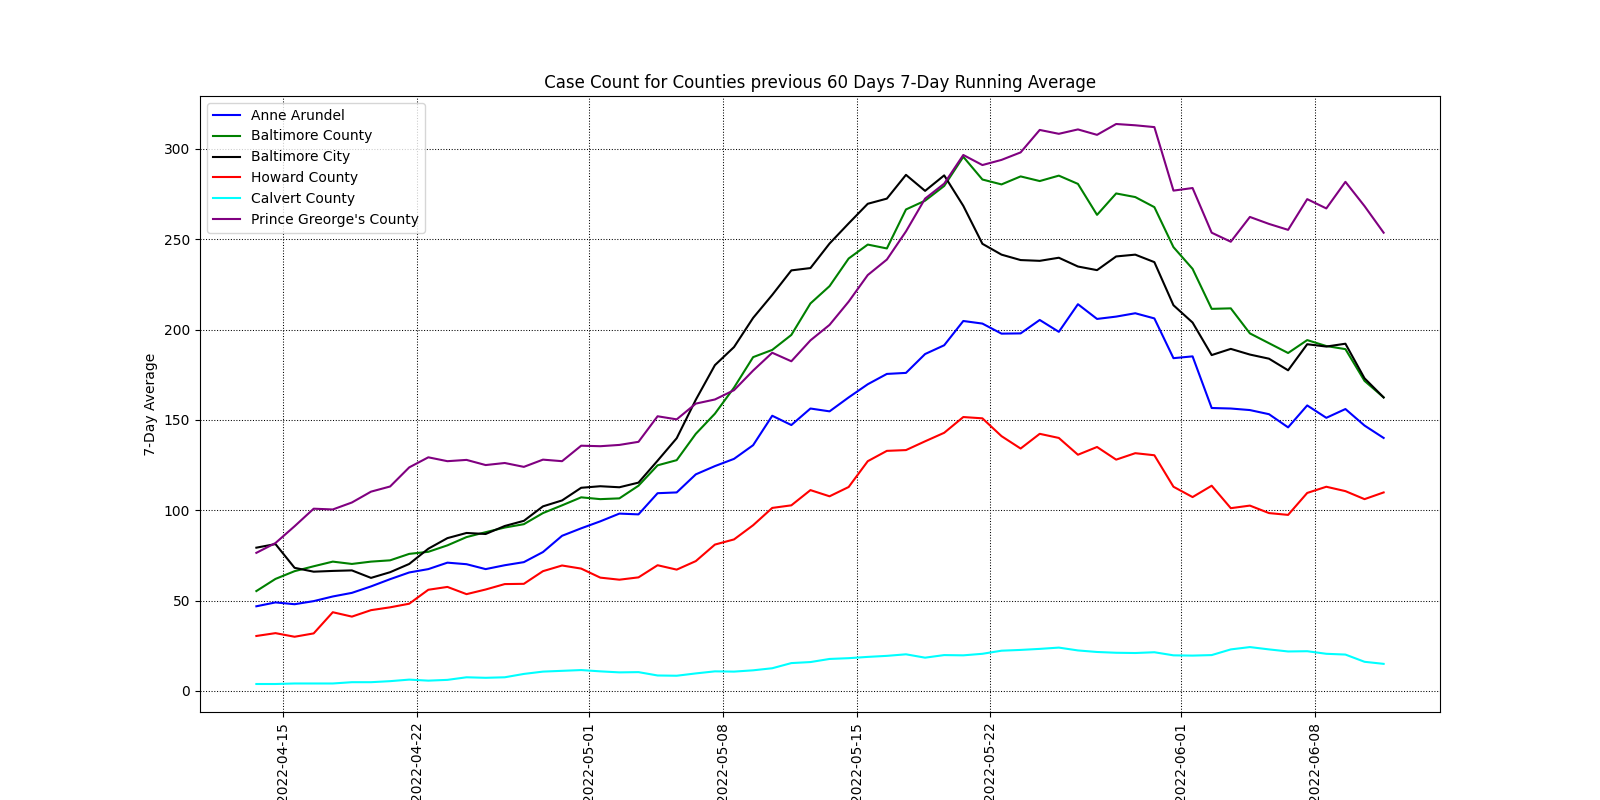 Case Count for Counties previous 60 Days 7-Day Running Average
Anne Arundel
Baltimore County
Baltimore City
Howard County
Calvert County
Prince Greorge's County
7-Day Average
300
250
200
150
100
50
0
2022-04-15
2022-04-22
2022-05-01
2022-05-08
2022-05-15
2022-05-22
2022-06-01
2022-06-08